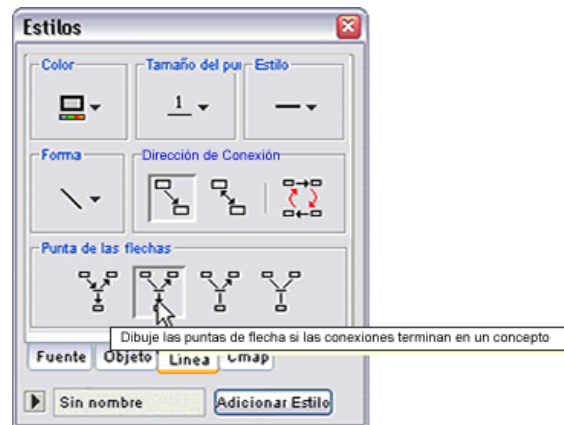 Estilos
Color
Tamaño del pu
Estilo
1
Forma
Dirección de Conexión
Punta de las flechas
Dibuje las puntas de flecha si las conexiones terminan en un concepto
Fuente
Objeto
Línea
Cmap
Sin nombre
Adicionar Estilo